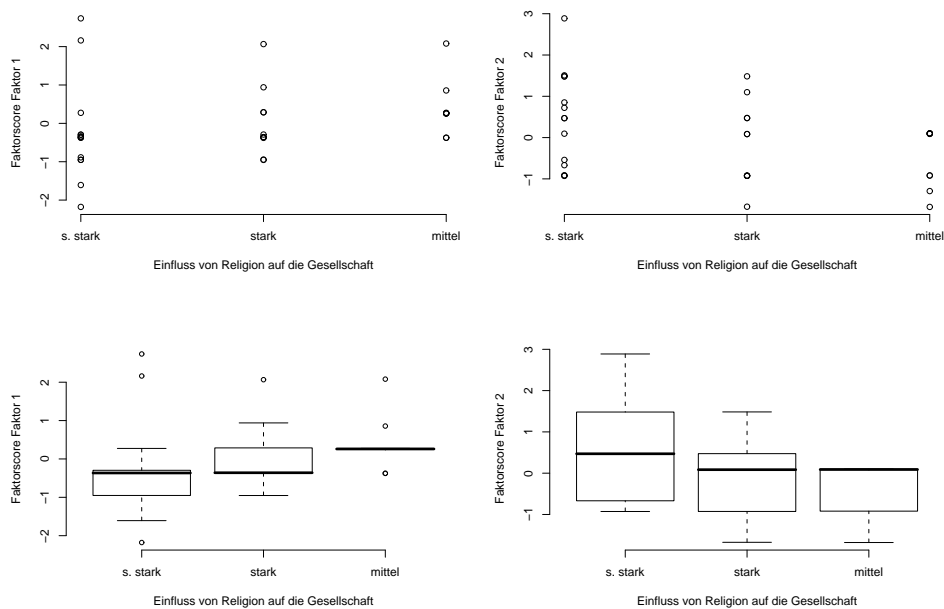 Faktorscore Faktor 1
2
1
0
−1
−2
s. stark
stark
mittel
Einfluss von Religion auf die Gesellschaft
Faktorscore Faktor 2
3
2
1
0
−1
s. stark
stark
mittel
Einfluss von Religion auf die Gesellschaft
Faktorscore Faktor 1
2
1
0
−1
−2
s. stark
stark
mittel
Einfluss von Religion auf die Gesellschaft
Faktorscore Faktor 2
3
2
1
0
−1
s. stark
stark
mittel
Einfluss von Religion auf die Gesellschaft